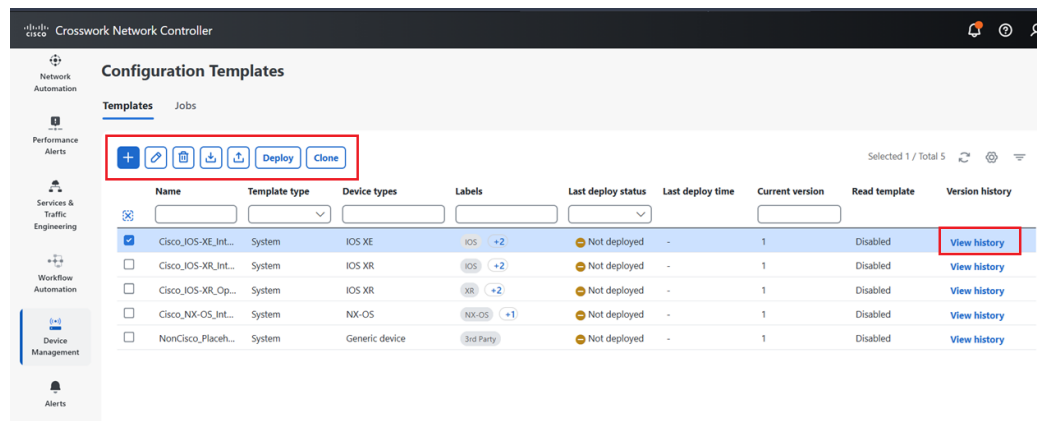 CISCO Crosswork Network Controller
Network
Automation
Performance
Alerts
Services &
Traffic
Engineering
Workflow
Automation
Device
Management
Alerts
Configuration Templates
Templates Jobs
Deploy Clone
Selected 1 / Total 5
Name Template type Device types Labels Last deploy status Last deploy time Current version Read template Version history
Cisco_IOS-XE_Int... System IOS XE IOS +2 Not deployed - 1 Disabled View history
Cisco_IOS-XR_Int... System IOS XR IOS +2 Not deployed - 1 Disabled View history
Cisco_IOS-XR_Op... System IOS XR XR +2 Not deployed - 1 Disabled View history
Cisco_NX-OS_Int... System NX-OS NX-OS +1 Not deployed - 1 Disabled View history
NonCisco_Placeh... System Generic device 3rd Party Not deployed - 1 Disabled View history